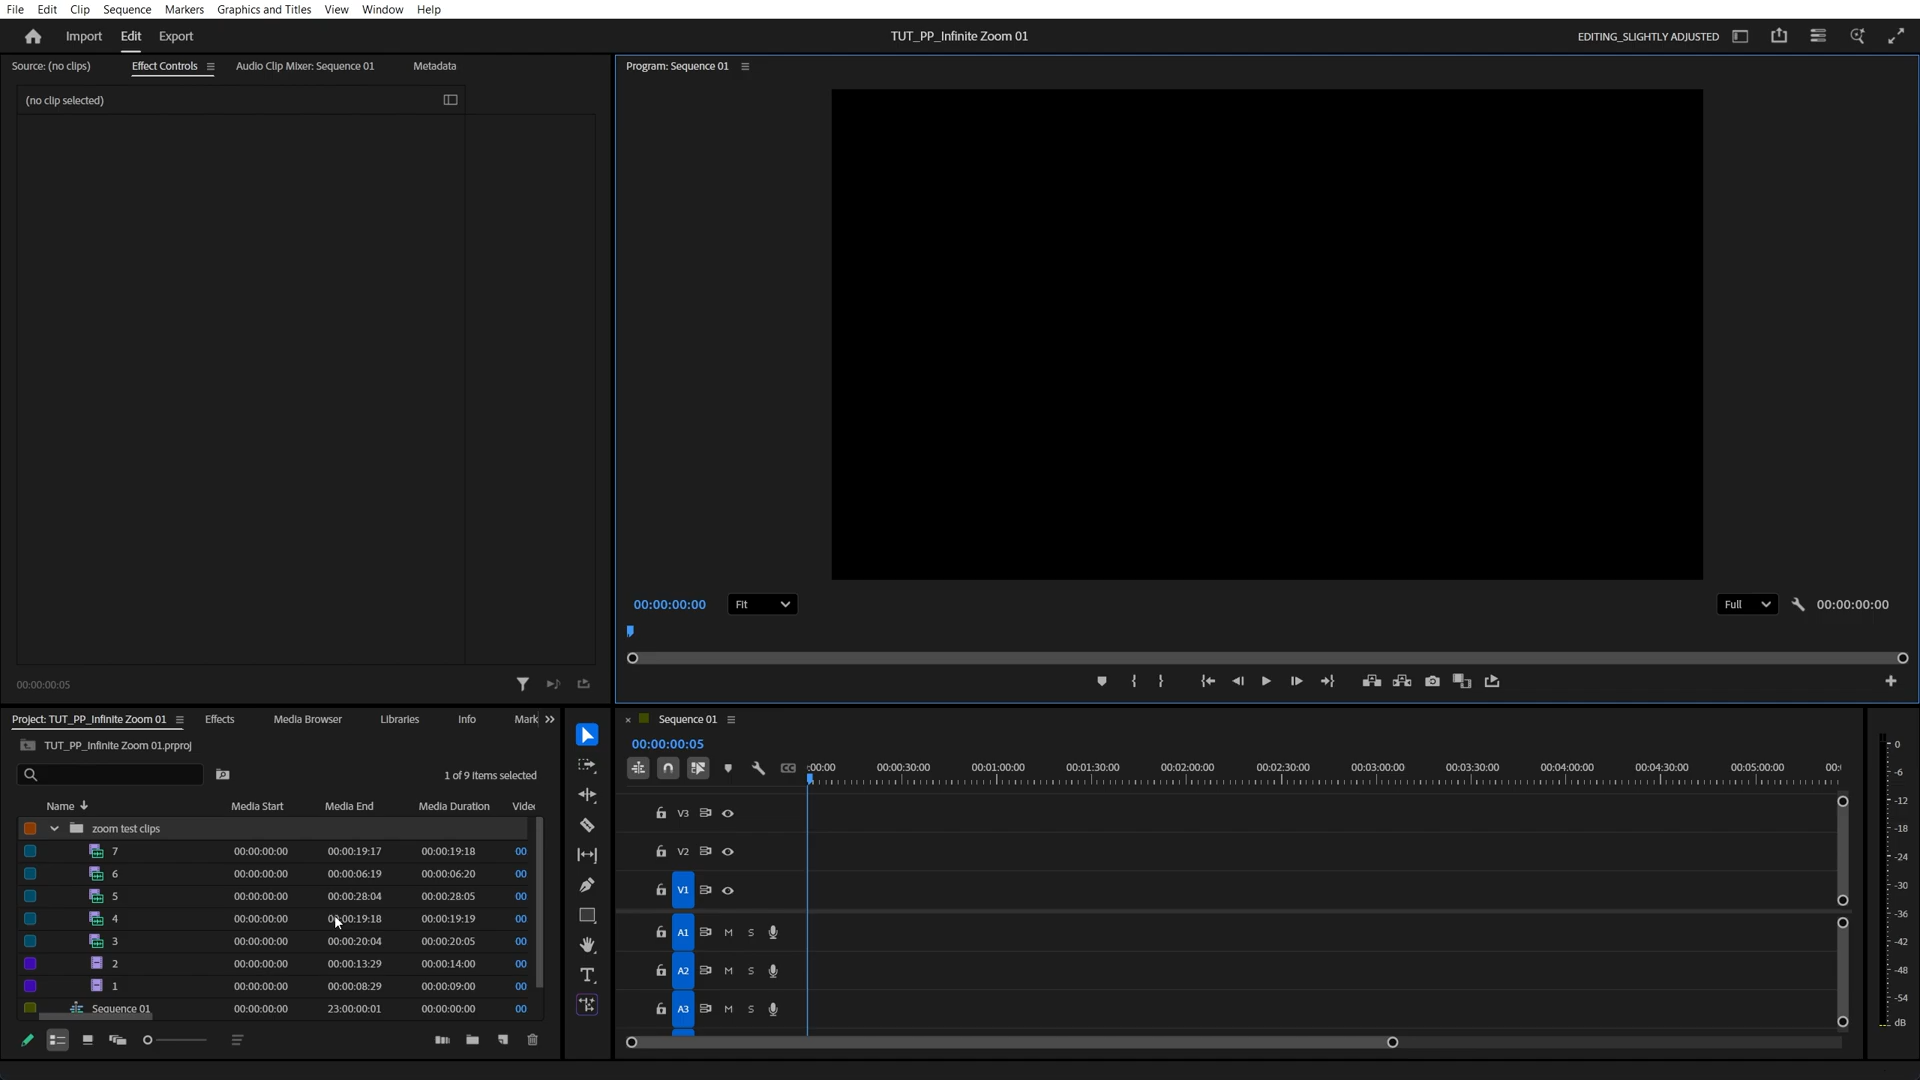 File Edit Clip Sequence Markers Graphics and Titles View Window Help
Import Edit Export TUT_PP_Infinite Zoom 01 EDITING_SLIGHTLY ADJUSTED
Source: (no clips) Effect Controls Audio Clip Mixer: Sequence 01 Metadata
Program: Sequence 01
(no clip selected)
00:00:00:00 Fit Full 00:00:00:00
00:00:00:05
Project: TUT_PP_Infinite Zoom 01 Effects Media Browser Libraries Info Mark
TUT_PP_Infinite Zoom 01.prproj
1 of 9 items selected
Name Media Start Media End Media Duration Videc
zoom test clips
7 00:00:00:00 00:00:19:17 00:00:19:18 00
6 00:00:00:00 00:00:06:19 00:00:06:20 00
5 00:00:00:00 00:00:28:04 00:00:28:05 00
4 00:00:00:00 00:00:19:18 00:00:19:19 00
3 00:00:00:00 00:00:20:04 00:00:20:05 00
2 00:00:00:00 00:00:13:29 00:00:14:00 00
1 00:00:00:00 00:00:08:29 00:00:09:00 00
Sequence 01 00:00:00:00 23:00:00:01 00:00:00:00 00
× Sequence 01
00:00:00:05
:00:00 00:00:30:00 00:01:00:00 00:01:30:00 00:02:00:00 00:02:30:00 00:03:00:00 00:03:30:00 00:04:00:00 00:04:30:00 00:05:00:00 00:
CC
V3
V2
V1
A1 M S
A2 M S
A3 M S
0
-6
-12
-18
-24
-30
-36
-42
-48
-54
dB